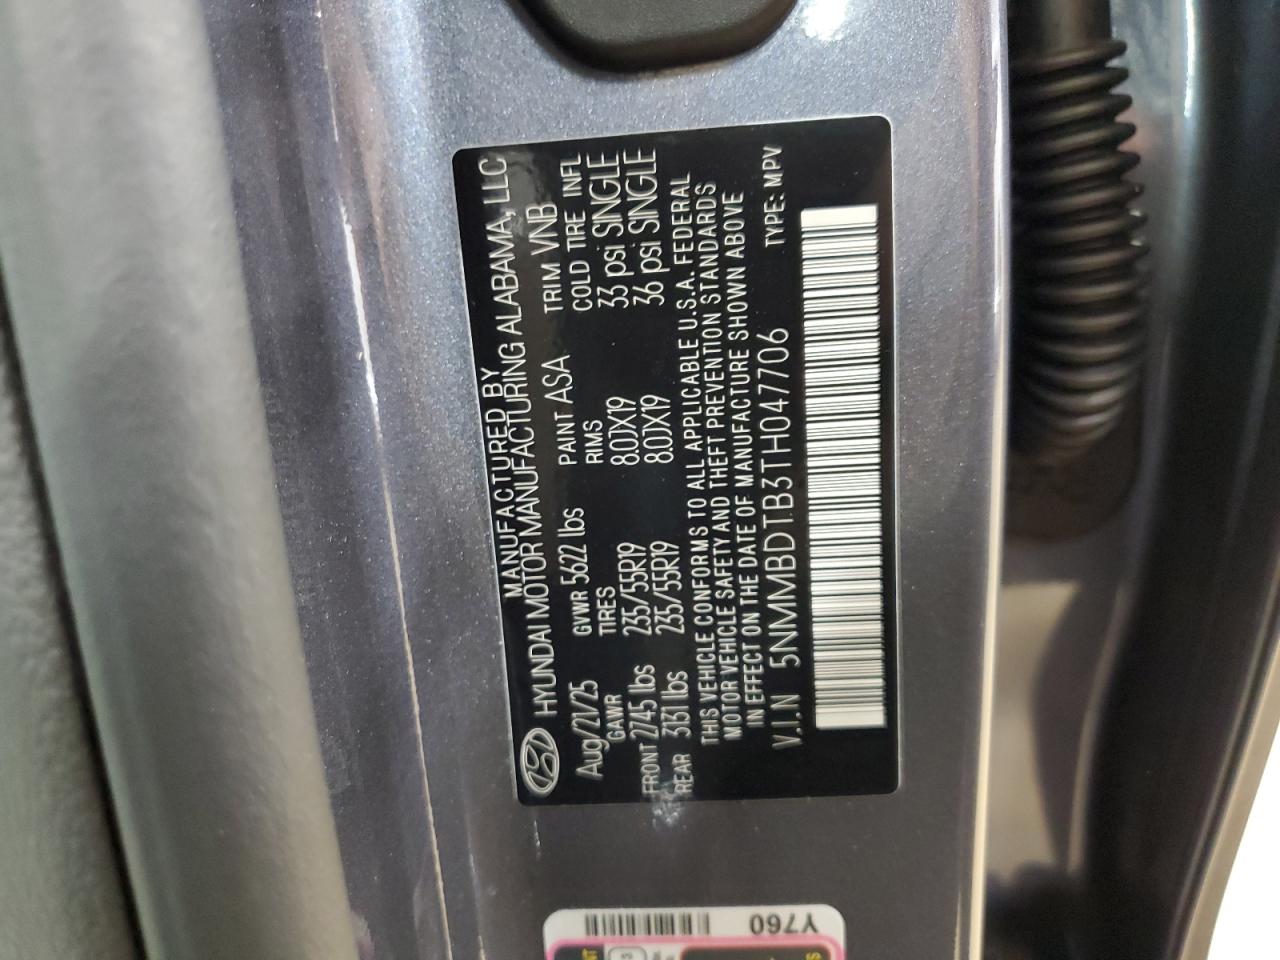 MANUFACTURED BY
HYUNDAI MOTOR MANUFACTURING ALABAMA, LLC
Aug/21/25 GVWR 5622 lbs PAINT ASA TRIM VNB
GAWR TIRES RIMS COLD TIRE INFL
FRONT 2745 lbs 235/55R19 8.0JX19 33 psi SINGLE
REAR 3131 lbs 235/55R19 8.0JX19 36 psi SINGLE
THIS VEHICLE CONFORMS TO ALL APPLICABLE U.S.A. FEDERAL
MOTOR VEHICLE SAFETY AND THEFT PREVENTION STANDARDS
IN EFFECT ON THE DATE OF MANUFACTURE SHOWN ABOVE
V.I.N 5NMMBDTB3TH047706 TYPE: MPV
Y760